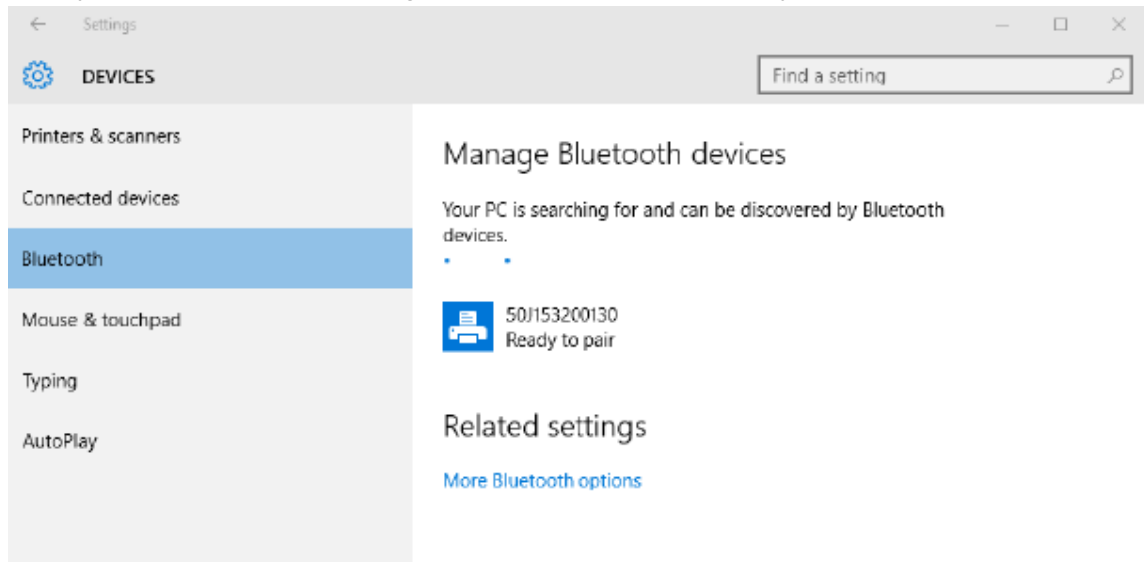 Settings
DEVICES
Find a setting
Printers & scanners
Connected devices
Bluetooth
Mouse & touchpad
Typing
AutoPlay
Manage Bluetooth devices
Your PC is searching for and can be discovered by Bluetooth
devices.
50J153200130
Ready to pair
Related settings
More Bluetooth options